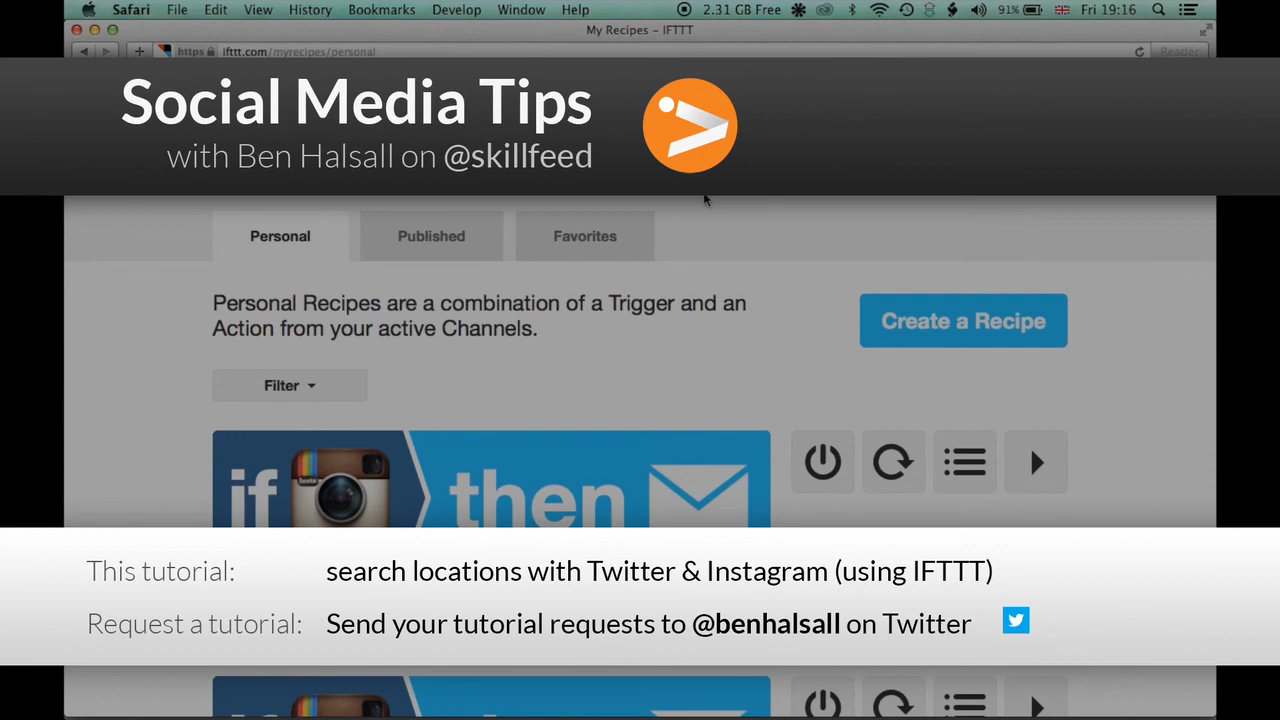 Safari File Edit View History Bookmarks Develop Window Help 2.31 GB Free 91% Fri 19:16
My Recipes – IFTTT
https ifttt.com/myrecipes/personal Reader
Social Media Tips
with Ben Halsall on @skillfeed
Personal Published Favorites
Personal Recipes are a combination of a Trigger and an
Action from your active Channels.
Create a Recipe
Filter
if then
This tutorial: search locations with Twitter & Instagram (using IFTTT)
Request a tutorial: Send your tutorial requests to @benhalsall on Twitter